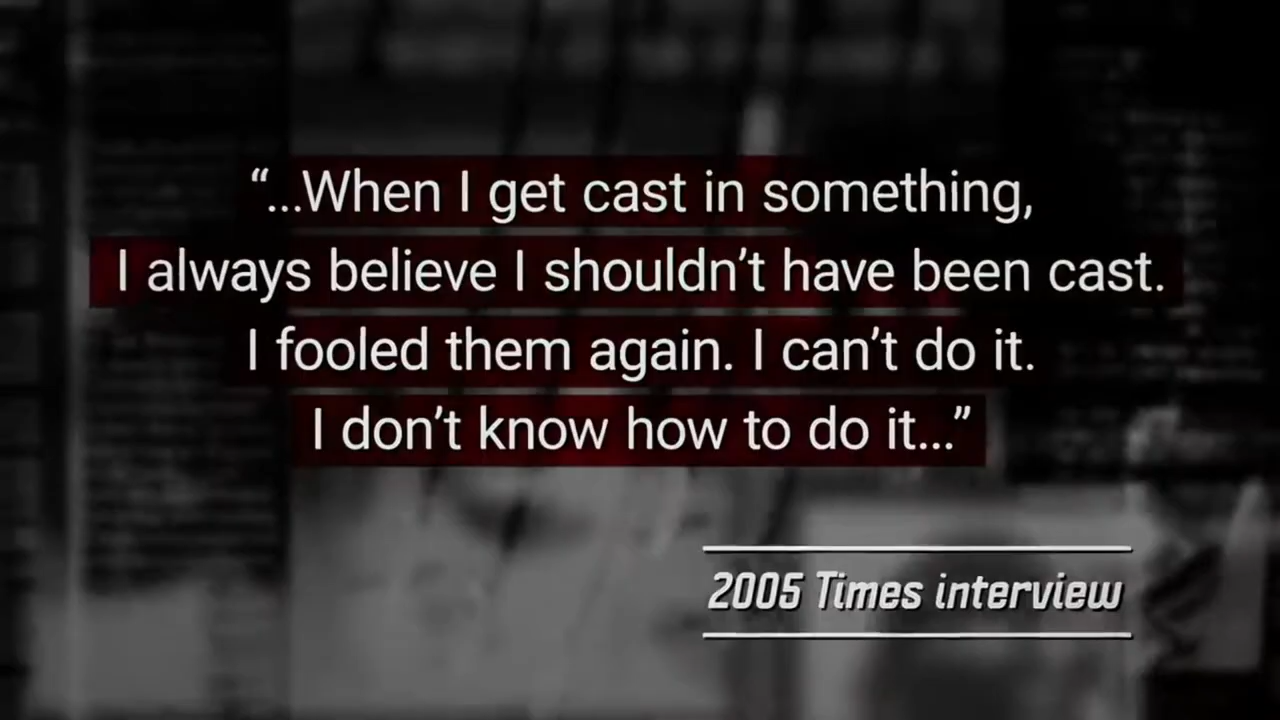 “...When I get cast in something,
I always believe I shouldn’t have been cast.
I fooled them again. I can’t do it.
I don’t know how to do it...”
2005 Times interview